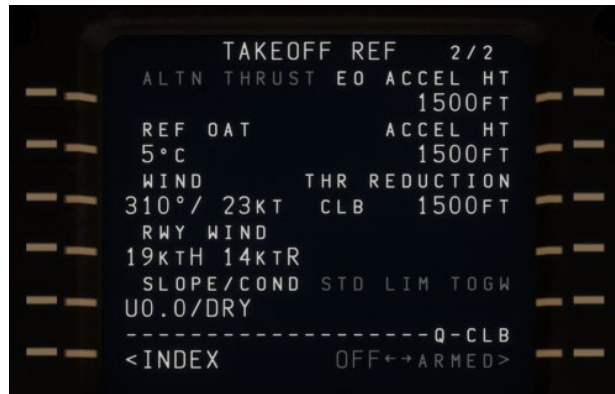 TAKEOFF REF 2/2
ALTN THRUST EO ACCEL HT
1500FT
REF OAT ACCEL HT
5°C 1500FT
WIND THR REDUCTION
310°/ 23KT CLB 1500FT
RWY WIND
19KTH 14KTR
SLOPE/COND STD LIM TOGW
U0.0/DRY
--------------------Q-CLB
<INDEX OFF←→ARMED>